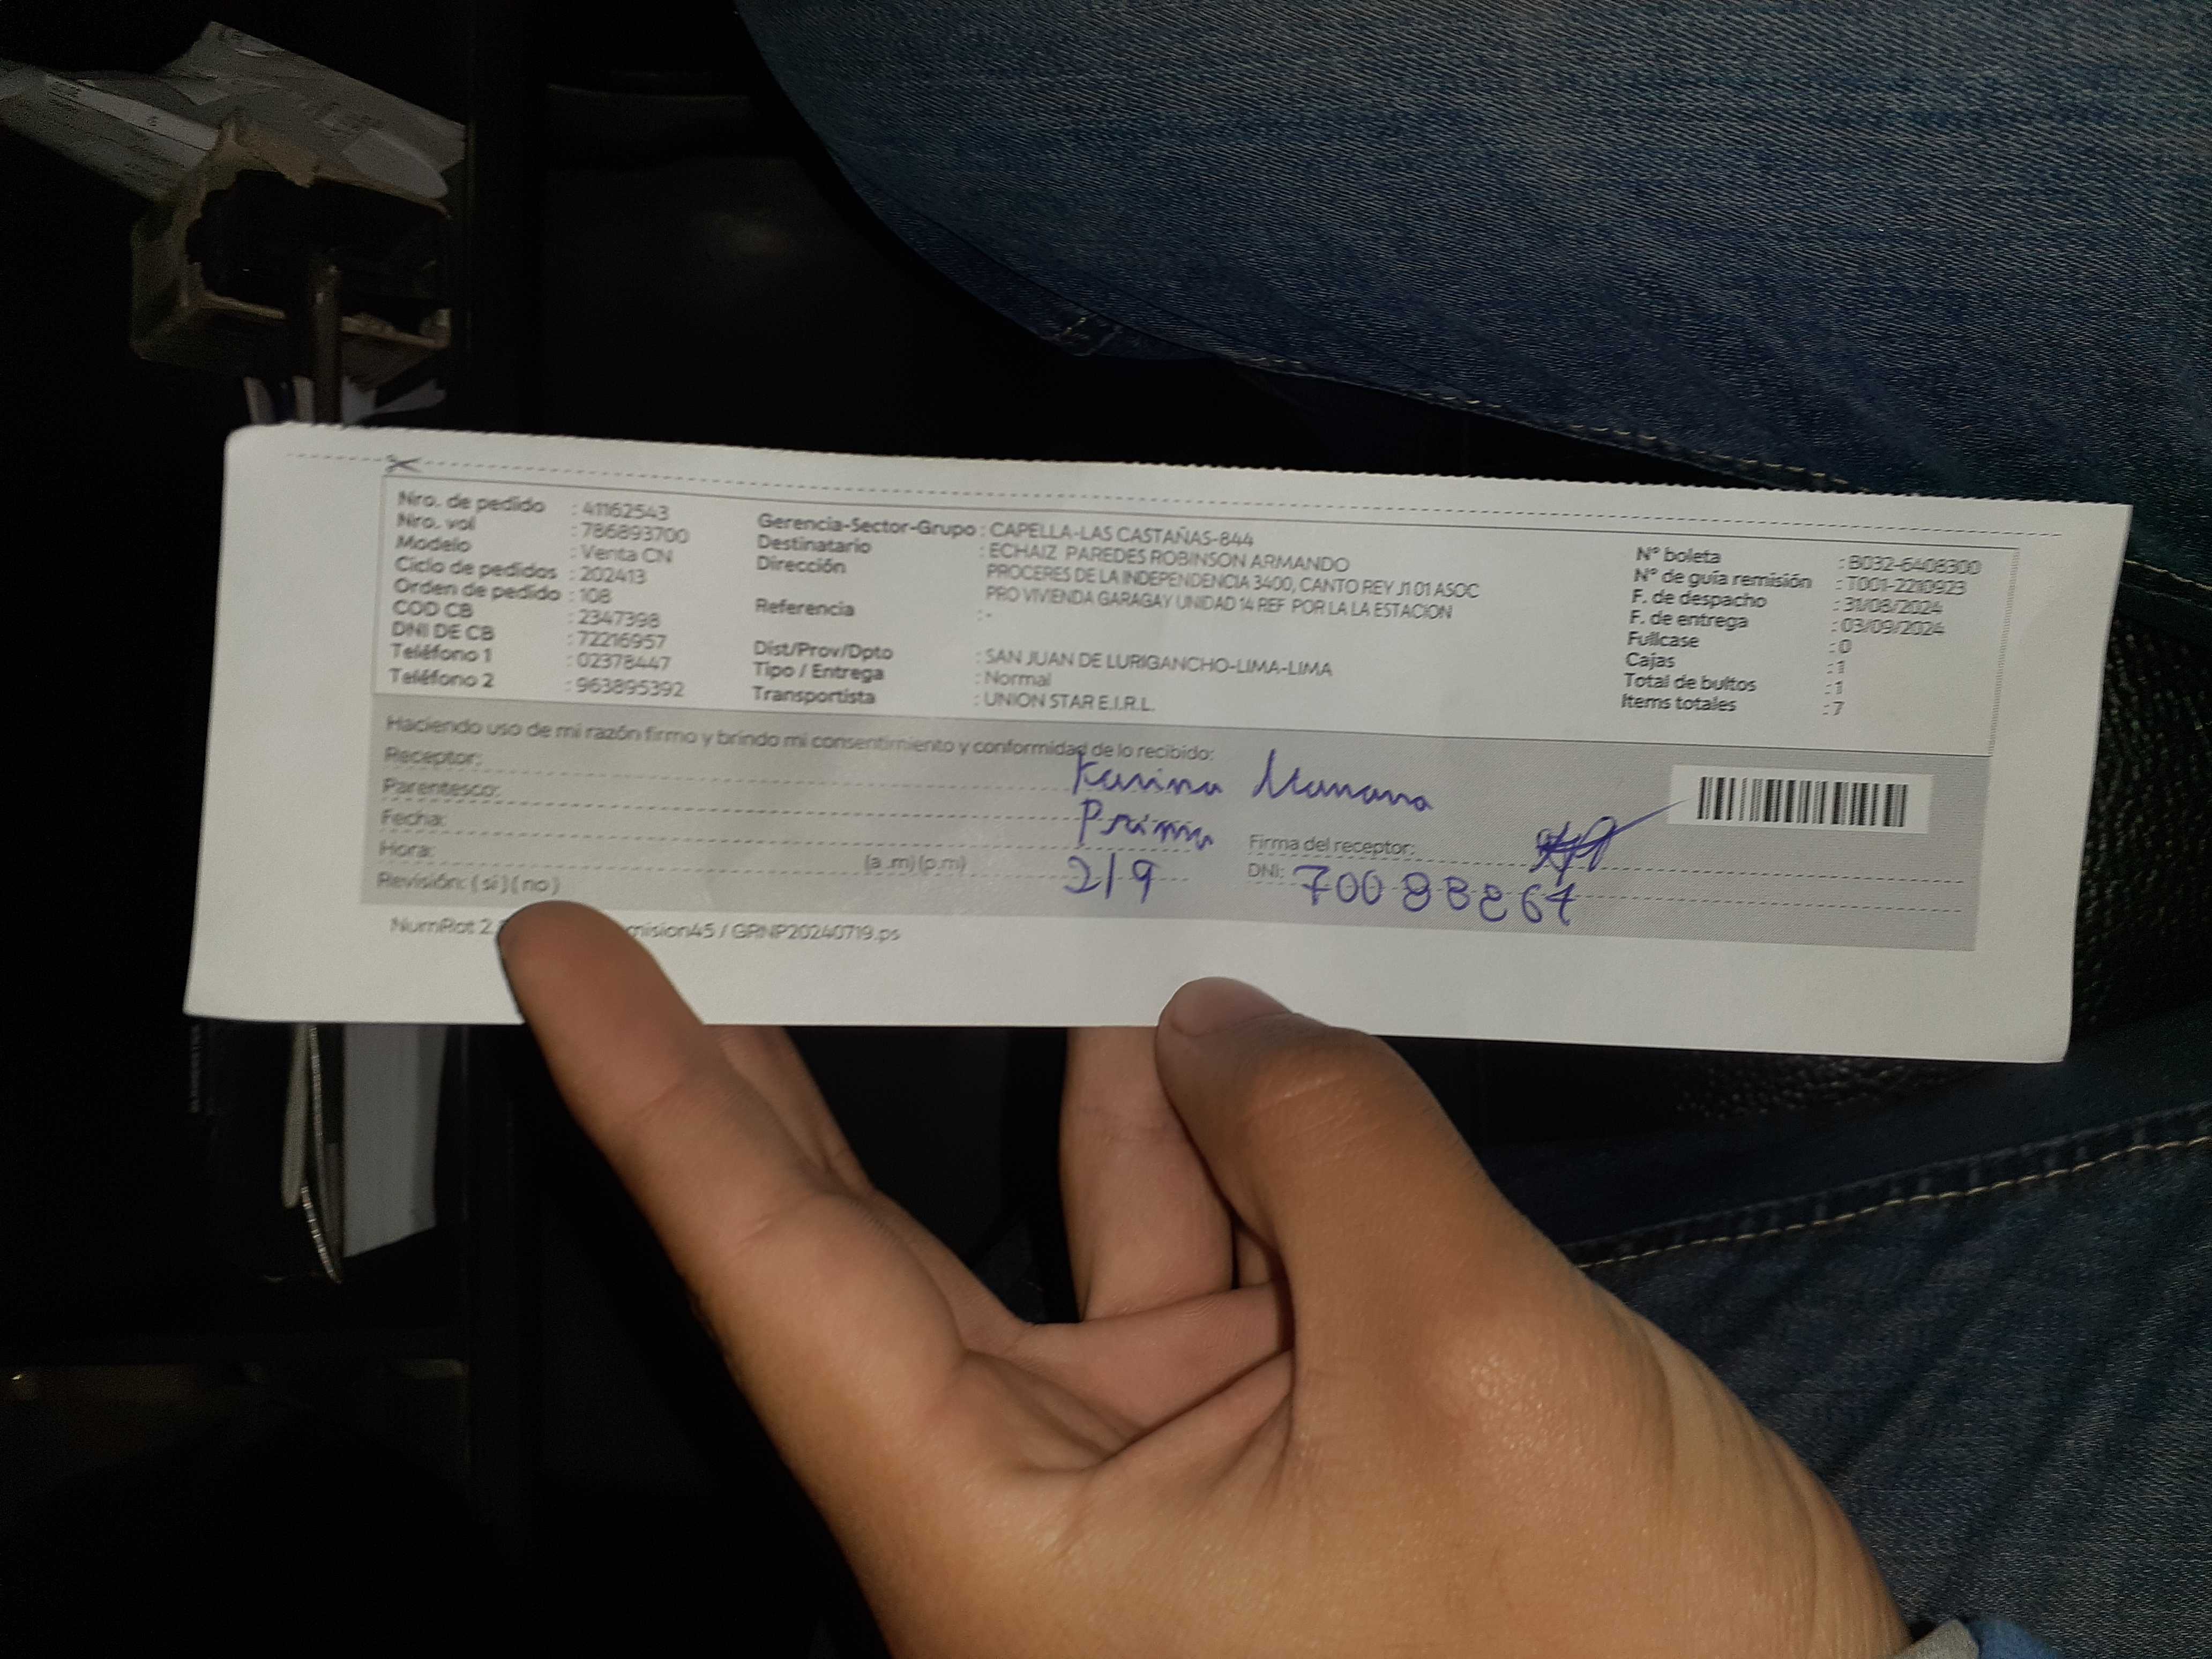 Nro. de pedido : 41162543
Nro. vol : 786893700
Modelo : Venta CN
Ciclo de pedidos : 202413
Orden de pedido : 108
COD CB : 2347398
DNI DE CB : 72216957
Teléfono 1 : 02378447
Teléfono 2 : 963895392
Gerencia-Sector-Grupo : CAPELLA-LAS CASTAÑAS-844
Destinatario : ECHAIZ PAREDES ROBINSON ARMANDO
Dirección PROCERES DE LA INDEPENDENCIA 3400, CANTO REY J1 01 ASOC
PRO VIVIENDA GARAGAY UNIDAD 14 REF POR LA LA ESTACION
Referencia : -
Dist/Prov/Dpto : SAN JUAN DE LURIGANCHO-LIMA-LIMA
Tipo / Entrega : Normal
Transportista : UNION STAR E.I.R.L.
N° boleta : B032-6408300
N° de guía remisión : T001-2210923
F. de despacho : 31/08/2024
F. de entrega : 03/09/2024
Fullcase : 0
Cajas : 1
Total de bultos : 1
Items totales : 7
Haciendo uso de mi razón firmo y brindo mi consentimiento y conformidad de lo recibido:
Receptor: Karina
Parentesco: Prima
Fecha: 2/9
Hora: (a.m) (p.m)
Revisión: ( si ) ( no )
Firma del receptor:
DNI: 70088864
NumRot 2. mision45 / GRNP20240719.ps